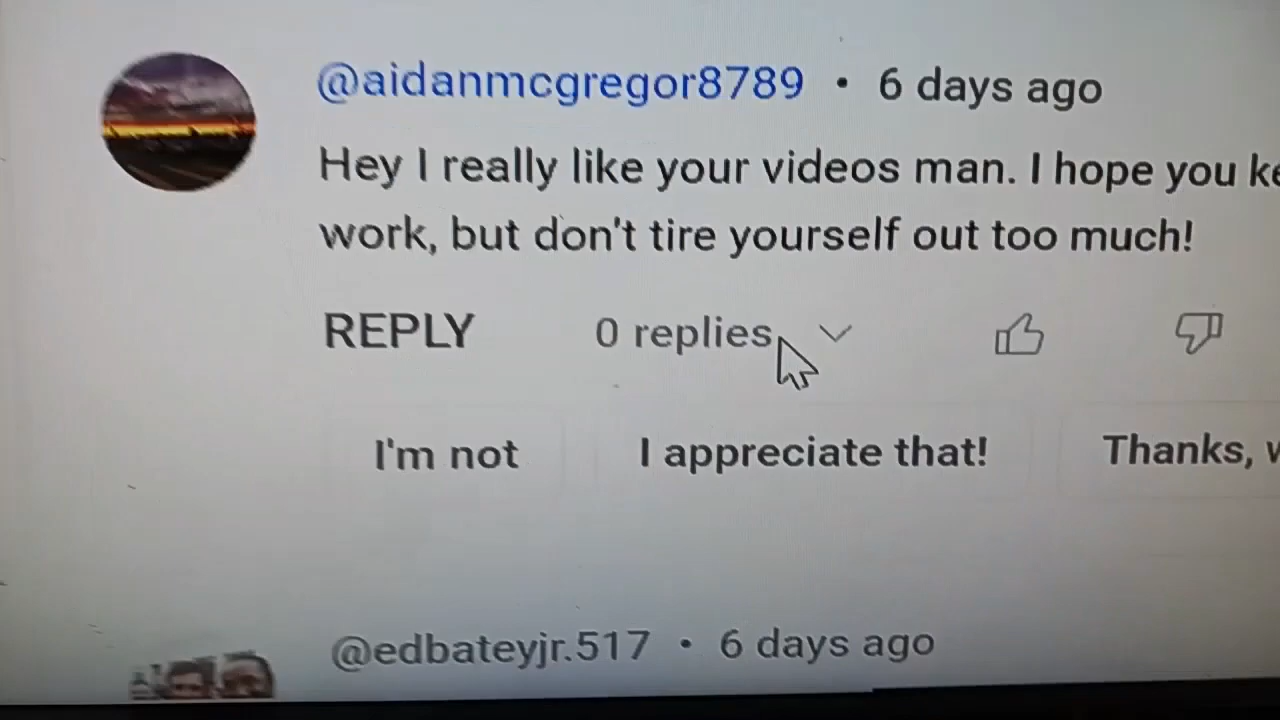 @aidanmcgregor8789 • 6 days ago
Hey I really like your videos man. I hope you
work, but don't tire yourself out too much!
REPLY 0 replies
I'm not I appreciate that! Thanks,
@edbateyjr.517 • 6 days ago